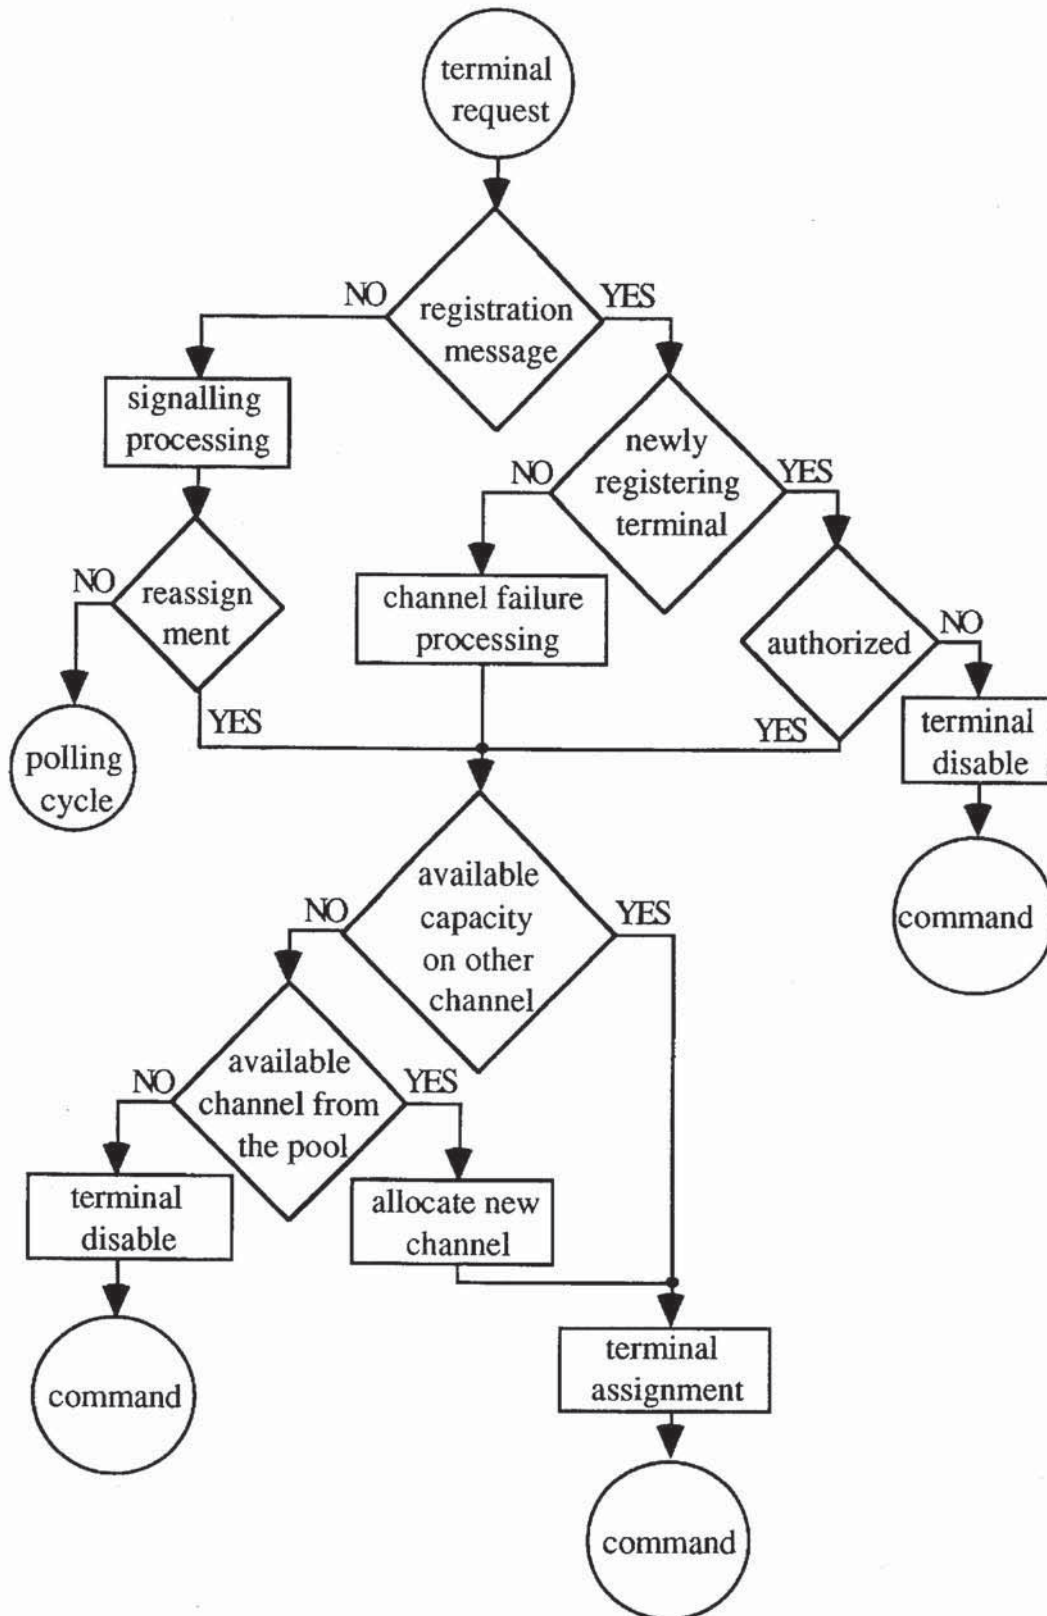 terminal
request
NO
YES
registration
message
signalling
processing
newly
registering
terminal
NO
YES
NO
reassign
ment
channel failure
processing
authorized
NO
YES
YES
terminal
disable
polling
cycle
available
capacity
on other
channel
NO
YES
command
available
channel from
the pool
NO
YES
terminal
disable
allocate new
channel
terminal
assignment
command
command